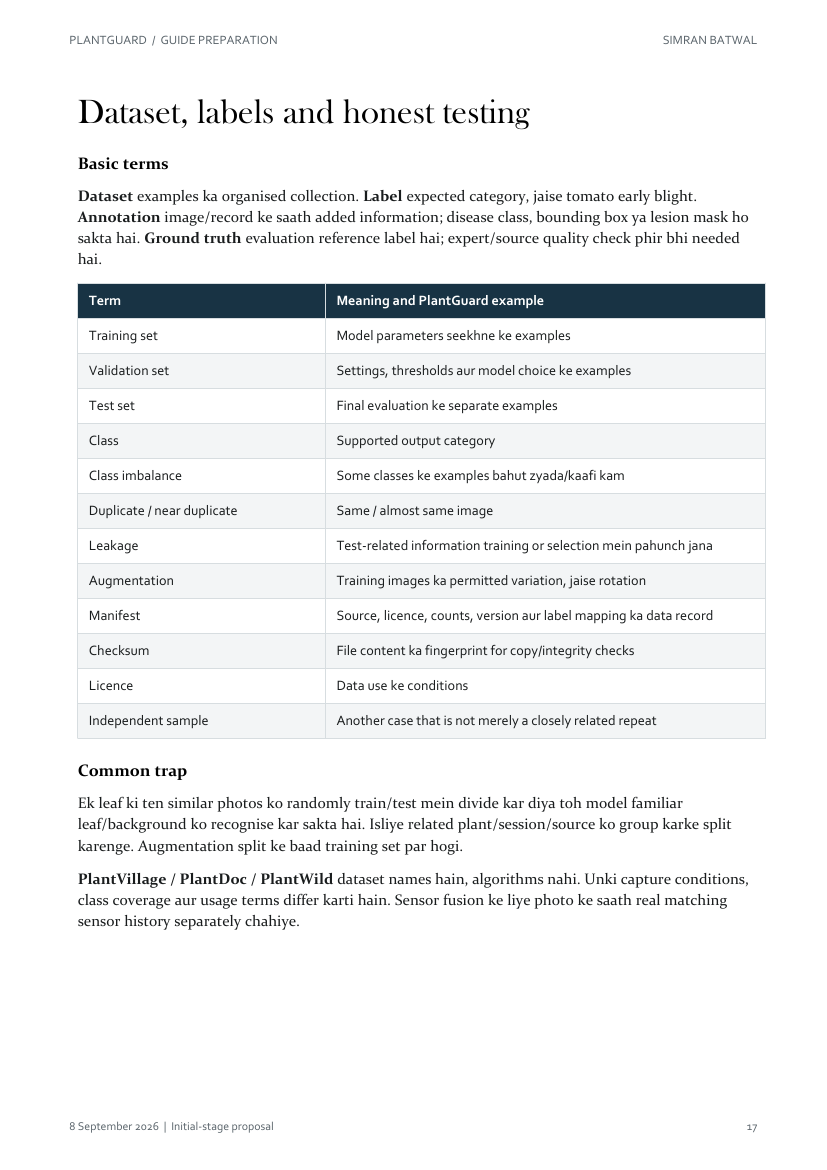 PLANTGUARD / GUIDE PREPARATION SIMRAN BATWAL
Dataset, labels and honest testing
Basic terms
Dataset examples ka organised collection. Label expected category, jaise tomato early blight.
Annotation image/record ke saath added information; disease class, bounding box ya lesion mask ho
sakta hai. Ground truth evaluation reference label hai; expert/source quality check phir bhi needed
hai.
Term Meaning and PlantGuard example
Training set Model parameters seekhne ke examples
Validation set Settings, thresholds aur model choice ke examples
Test set Final evaluation ke separate examples
Class Supported output category
Class imbalance Some classes ke examples bahut zyada/kaafi kam
Duplicate / near duplicate Same / almost same image
Leakage Test-related information training or selection mein pahunch jana
Augmentation Training images ka permitted variation, jaise rotation
Manifest Source, licence, counts, version aur label mapping ka data record
Checksum File content ka fingerprint for copy/integrity checks
Licence Data use ke conditions
Independent sample Another case that is not merely a closely related repeat
Common trap
Ek leaf ki ten similar photos ko randomly train/test mein divide kar diya toh model familiar
leaf/background ko recognise kar sakta hai. Isliye related plant/session/source ko group karke split
karenge. Augmentation split ke baad training set par hogi.
PlantVillage / PlantDoc / PlantWild dataset names hain, algorithms nahi. Unki capture conditions,
class coverage aur usage terms differ karti hain. Sensor fusion ke liye photo ke saath real matching
sensor history separately chahiye.
8 September 2026 | Initial-stage proposal 17